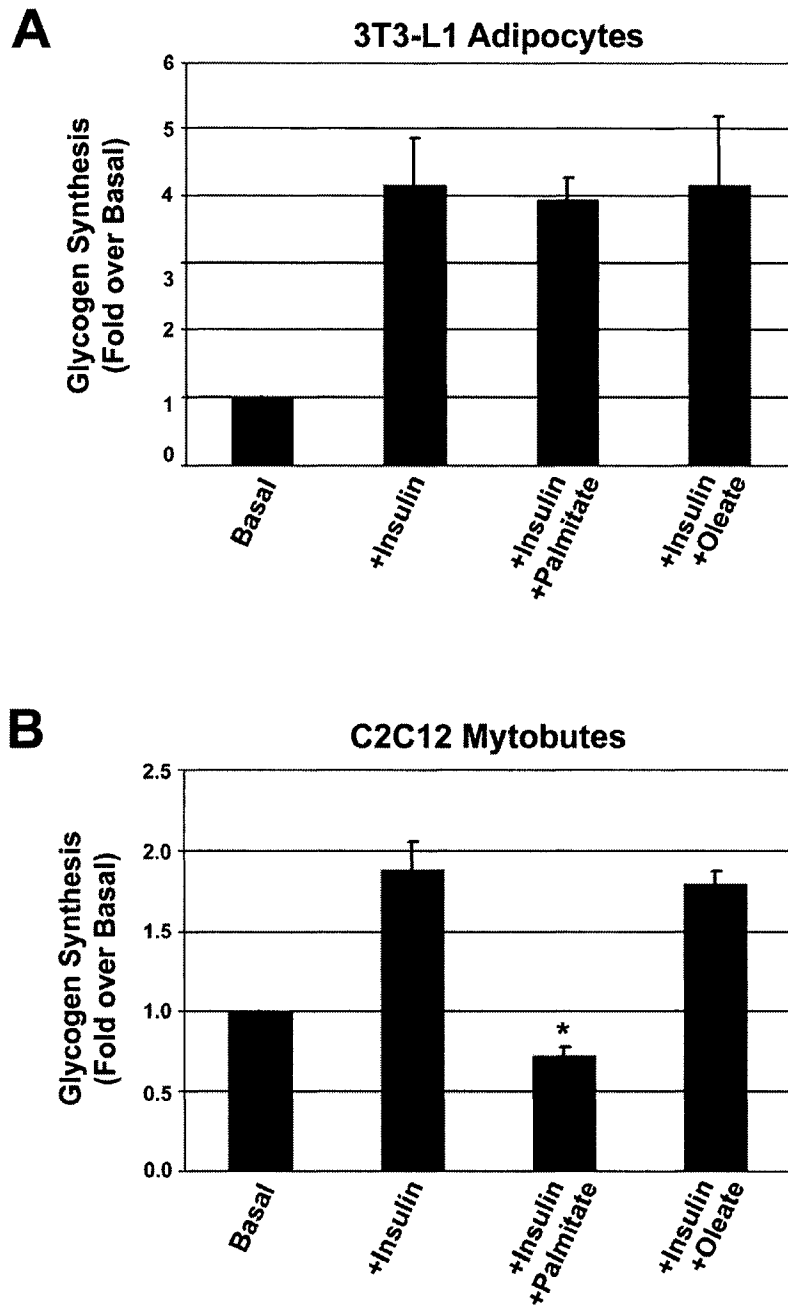 A
3T3-L1 Adipocytes
Glycogen Synthesis
(Fold over Basal)
6
5
4
3
2
1
0
Basal
+Insulin
+Insulin
+Palmitate
+Insulin
+Oleate
B
C2C12 Mytobutes
Glycogen Synthesis
(Fold over Basal)
2.5
2.0
1.5
1.0
0.5
0.0
*
Basal
+Insulin
+Insulin
+Palmitate
+Insulin
+Oleate